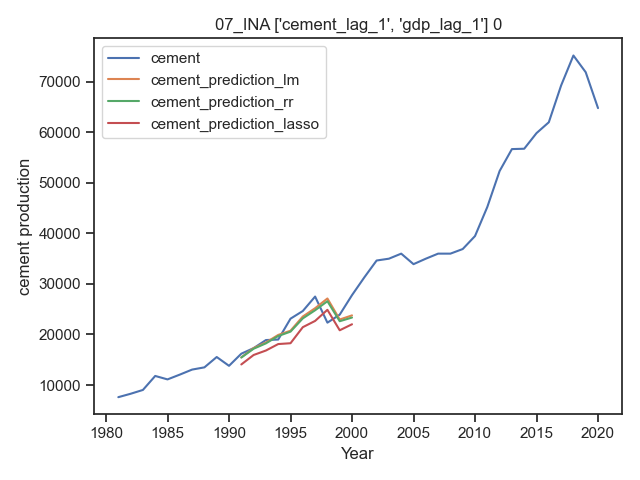 07_INA ['cement_lag_1', 'gdp_lag_1'] 0
cement
cement_prediction_lm
cement_prediction_rr
cement_prediction_lasso
cement production
70000
60000
50000
40000
30000
20000
10000
1980 1985 1990 1995 2000 2005 2010 2015 2020
Year